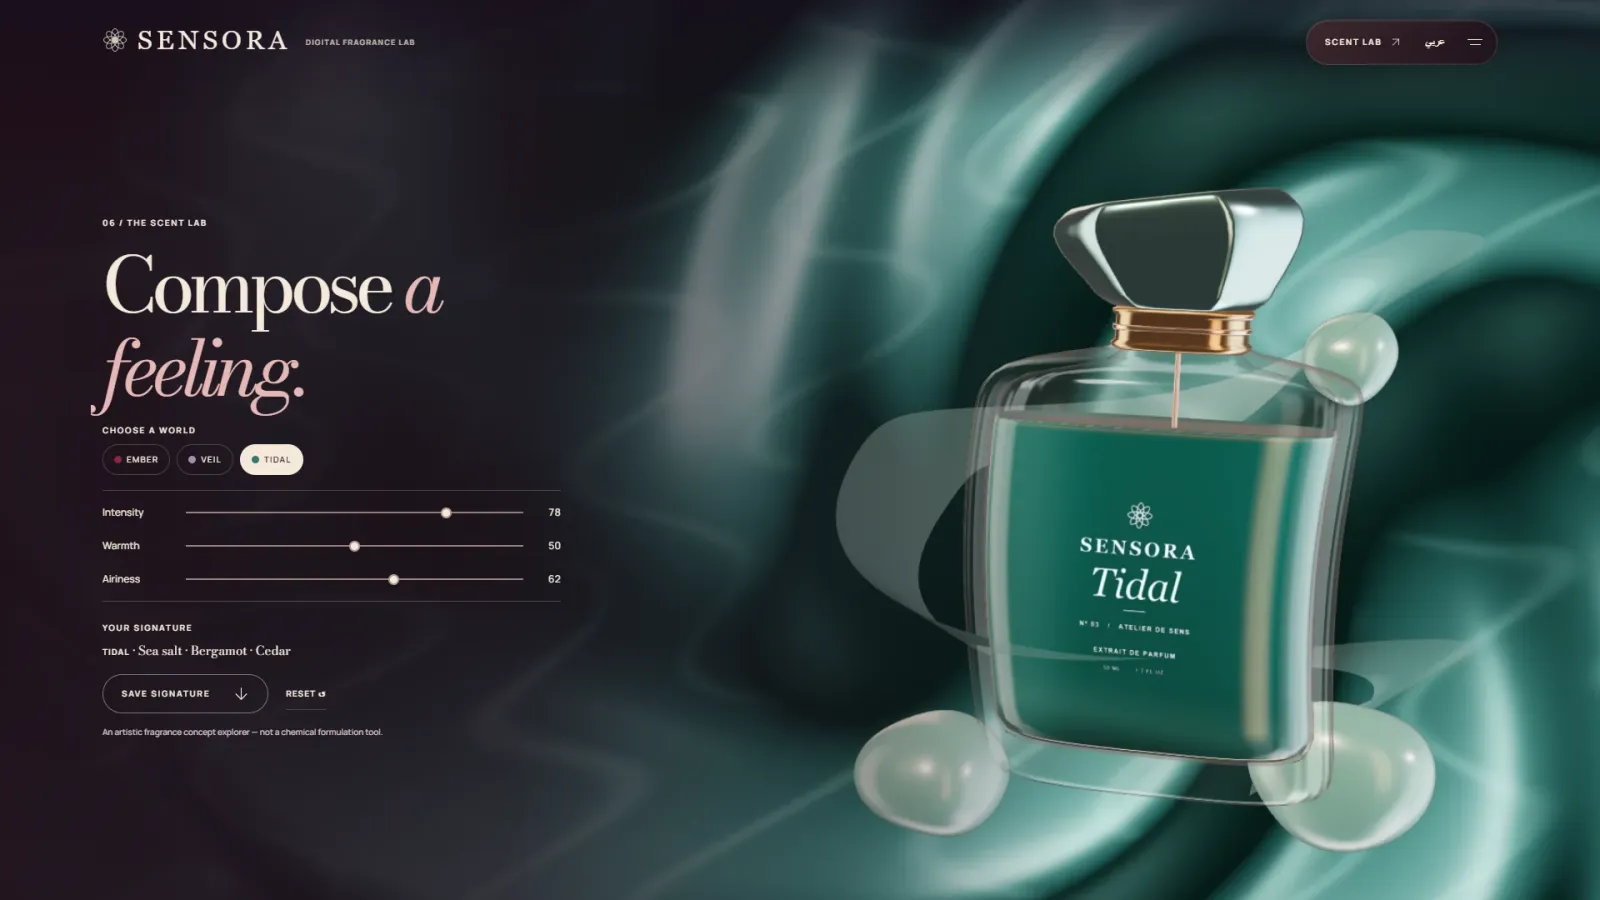 SENSORA
DIGITAL FRAGRANCE LAB
SCENT LAB
عربي
06 / THE SCENT LAB
Compose a
feeling.
CHOOSE A WORLD
EMBER
VEIL
TIDAL
Intensity 78
Warmth 50
Airiness 62
YOUR SIGNATURE
TIDAL · Sea salt · Bergamot · Cedar
SAVE SIGNATURE
RESET ↺
An artistic fragrance concept explorer — not a chemical formulation tool.
SENSORA
Tidal
Nº 03 / ATELIER DE SENS
EXTRAIT DE PARFUM